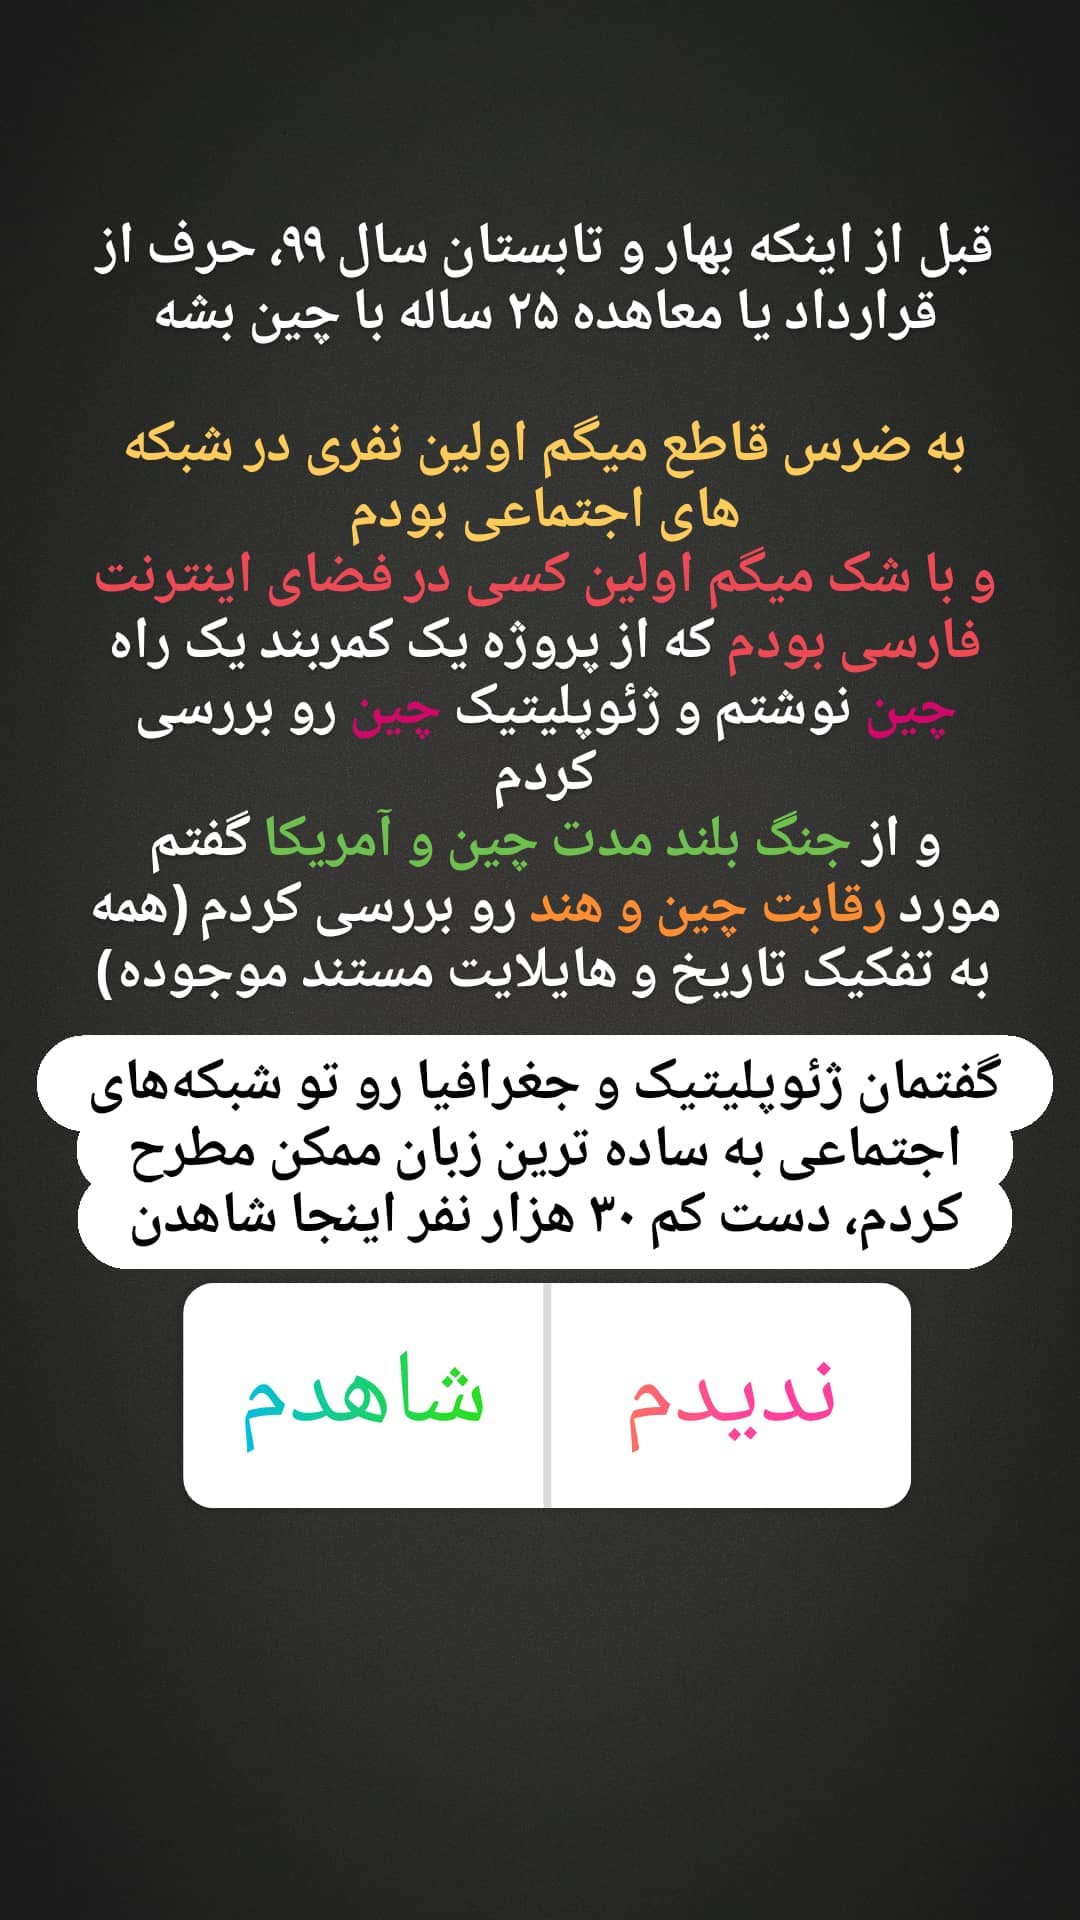 قبل از اینکه بهار و تابستان سال ۹۹، حرف از
قرارداد یا معاهده ۲۵ ساله با چین بشه
به ضرس قاطع میگم اولین نفری در شبکه
های اجتماعی بودم
و با شک میگم اولین کسی در فضای اینترنت
فارسی بودم که از پروژه یک کمربند یک راه
چین نوشتم و ژئوپلیتیک چین رو بررسی
کردم
و از جنگ بلند مدت چین و آمریکا گفتم
مورد رقابت چین و هند رو بررسی کردم (همه
به تفکیک تاریخ و هایلایت مستند موجوده)
گفتمان ژئوپلیتیک و جغرافیا رو تو شبکه‌های
اجتماعی به ساده ترین زبان ممکن مطرح
کردم، دست کم ۳۰ هزار نفر اینجا شاهدن
ندیدم
شاهدم